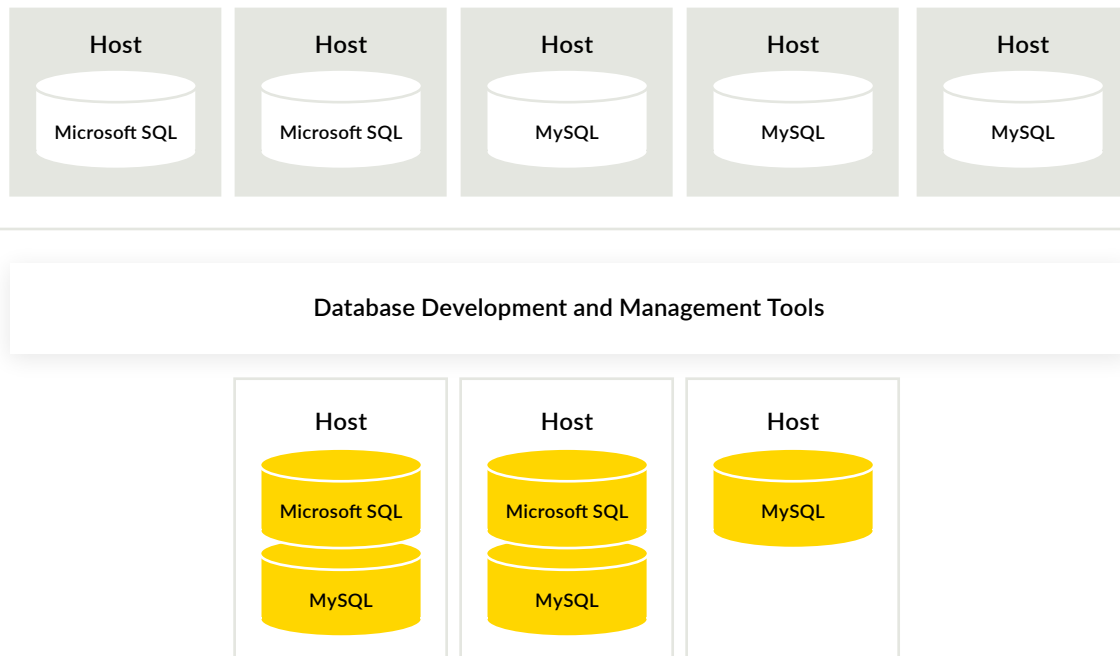 Host Host Host Host Host
Microsoft SQL Microsoft SQL MySQL MySQL MySQL
Database Development and Management Tools
Host Host Host
Microsoft SQL Microsoft SQL MySQL
MySQL MySQL